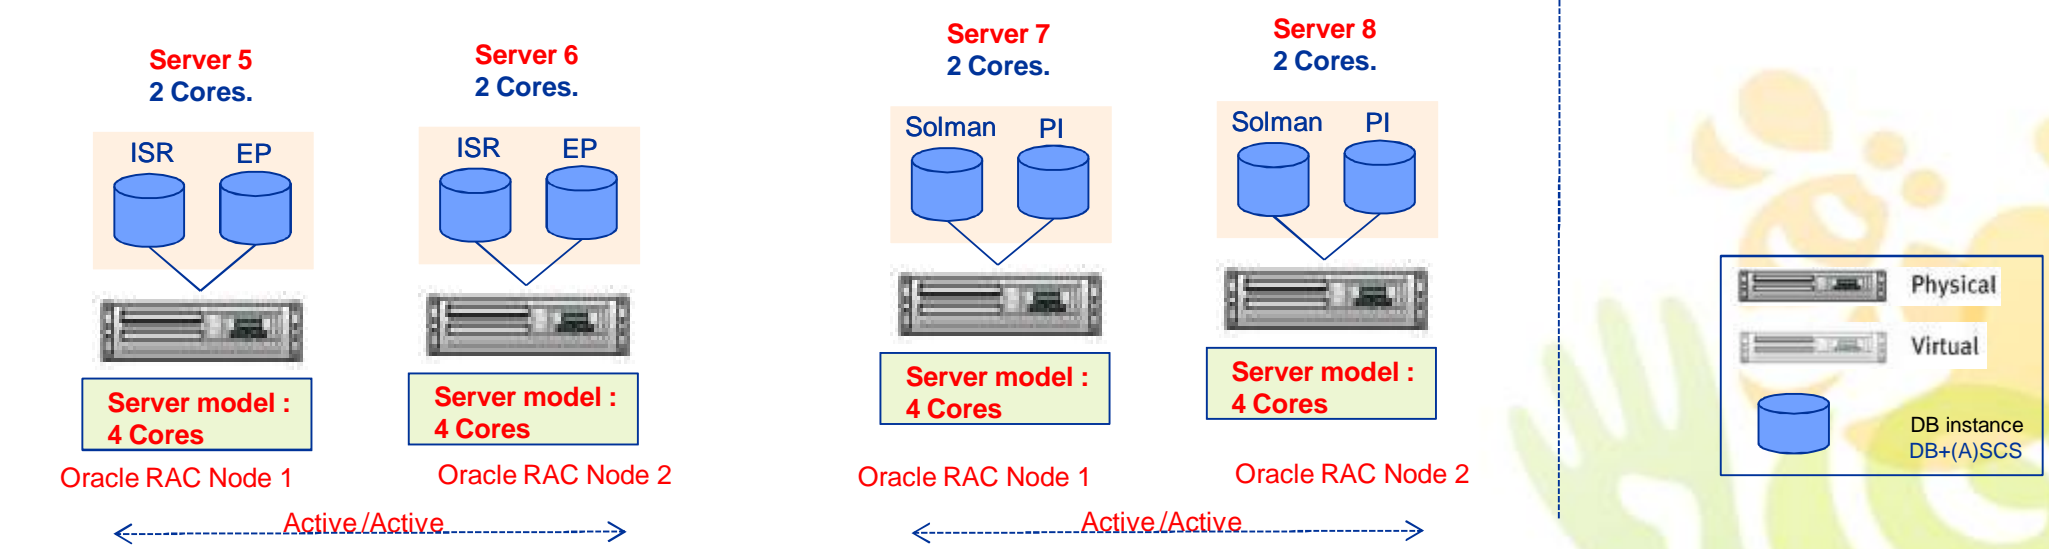 Server 5
2 Cores.
ISR EP
Server model :
4 Cores
Oracle RAC Node 1
Server 6
2 Cores.
ISR EP
Server model :
4 Cores
Oracle RAC Node 2
Active/Active
Server 7
2 Cores.
Solman PI
Server model :
4 Cores
Oracle RAC Node 1
Server 8
2 Cores.
Solman PI
Server model :
4 Cores
Oracle RAC Node 2
Active/Active
Physical
Virtual
DB instance
DB+(A)SCS